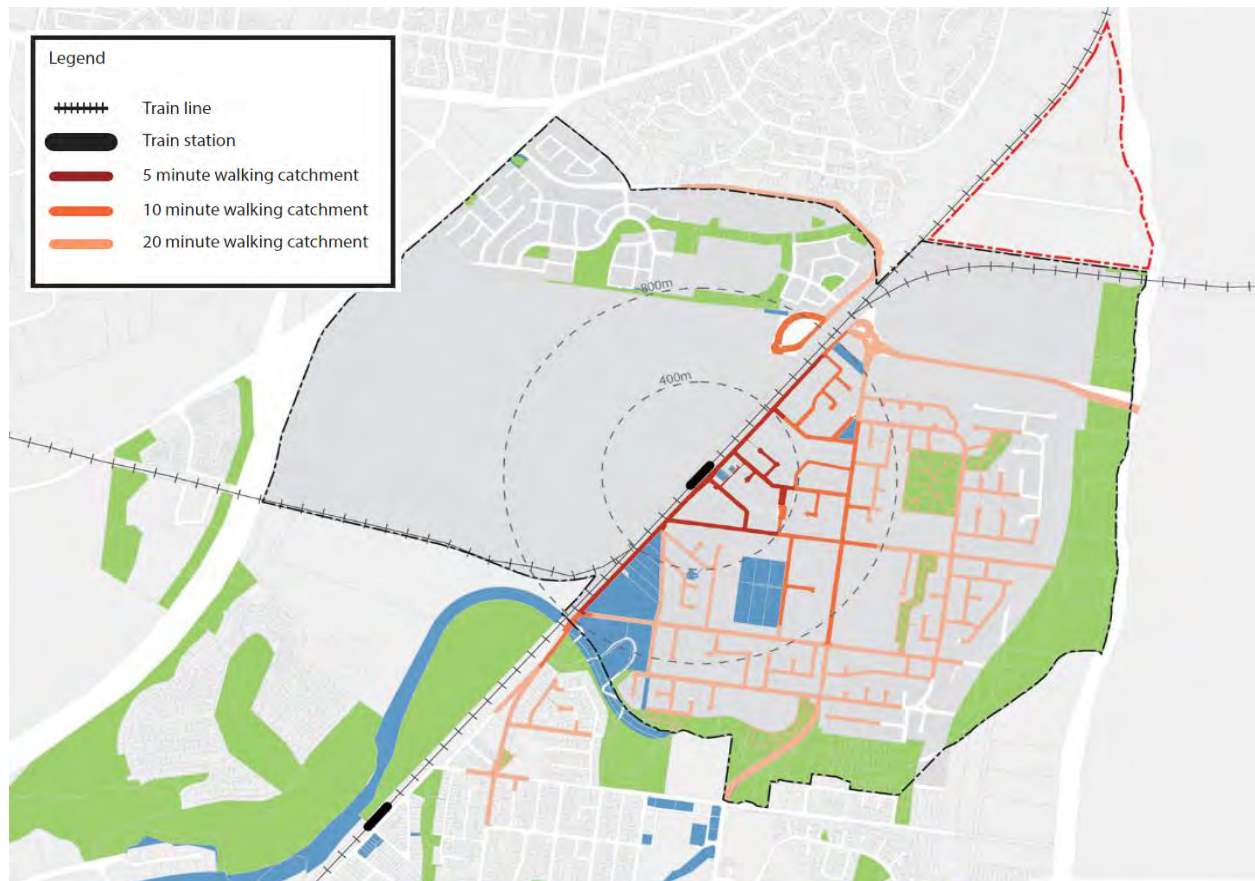 Legend
Train line
Train station
5 minute walking catchment
10 minute walking catchment
20 minute walking catchment
800m
400m